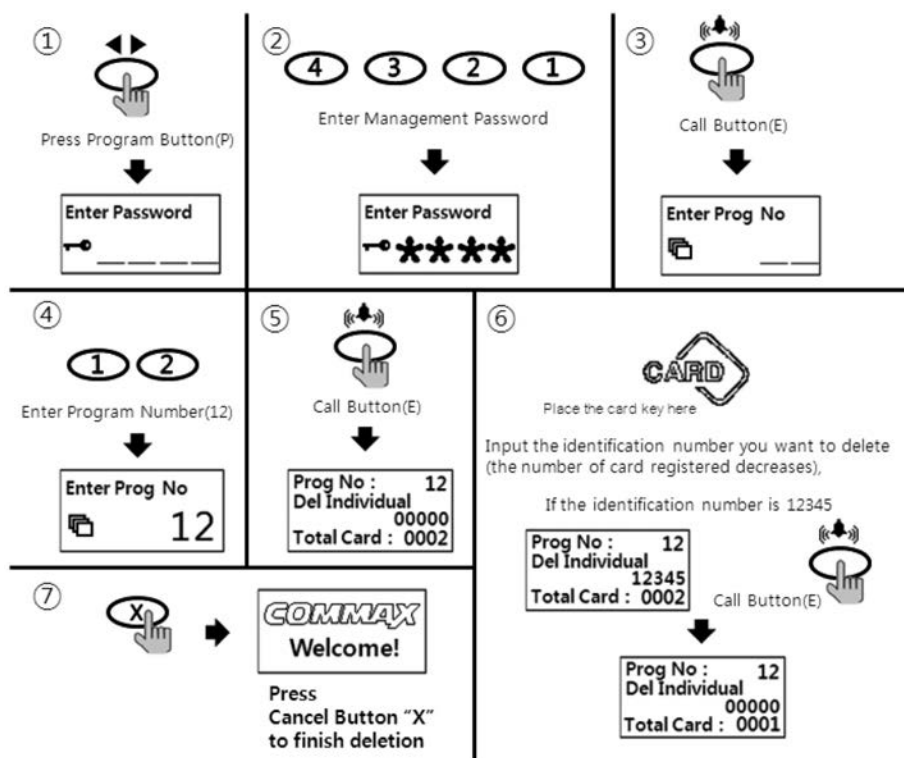 ①
Press Program Button(P)
Enter Password
②
4 3 2 1
Enter Management Password
Enter Password
****
③
Call Button(E)
Enter Prog No
④
1 2
Enter Program Number(12)
Enter Prog No
12
⑤
Call Button(E)
Prog No : 12
Del Individual
00000
Total Card : 0002
⑥
CARD
Place the card key here
Input the identification number you want to delete
(the number of card registered decreases),
If the identification number is 12345
Prog No : 12
Del Individual
12345
Total Card : 0002
Call Button(E)
Prog No : 12
Del Individual
00000
Total Card : 0001
⑦
X
COMMAX
Welcome!
Press
Cancel Button “X”
to finish deletion